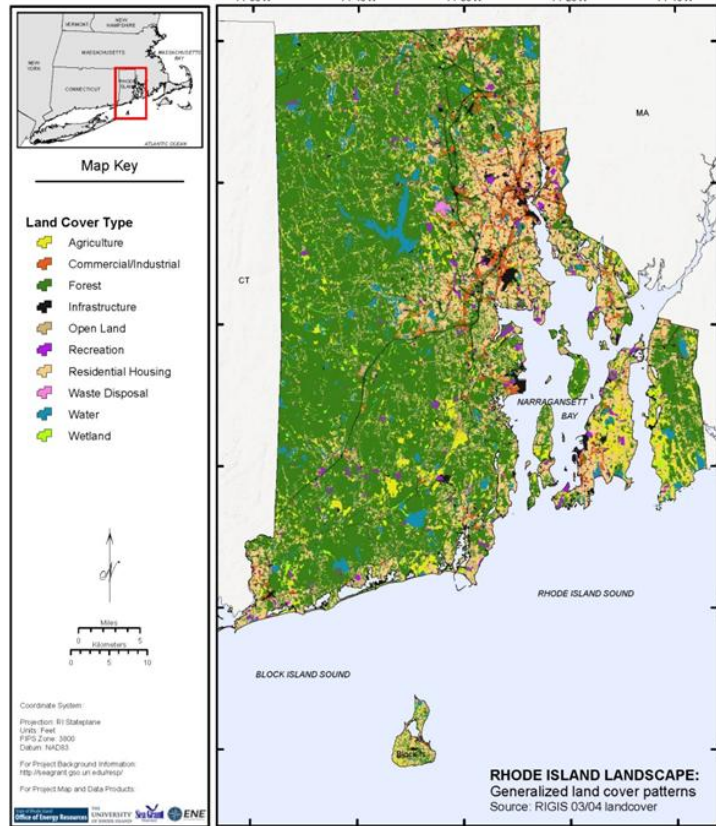 VERMONT
NEW HAMPSHIRE
MASSACHUSETTS
MASSACHUSETTS
BAY
NEW
YORK
CONNECTICUT
RHODE
ISLAND
ATLANTIC OCEAN
Map Key
Land Cover Type
Agriculture
Commercial/Industrial
Forest
Infrastructure
Open Land
Recreation
Residential Housing
Waste Disposal
Water
Wetland
N
Miles
0 5
Kilometers
0 5 10
Coordinate System:
Projection: RI Stateplane
Units: Feet
FIPS Zone: 3800
Datum: NAD83
For Project Background Information:
For Project Map and Data Products:
Office of Energy Resources
THE
UNIVERSITY
OF RHODE ISLAND
Sea Grant
ENE
MA
CT
NARRAGANSETT
BAY
RHODE ISLAND SOUND
BLOCK ISLAND SOUND
RHODE ISLAND LANDSCAPE:
Generalized land cover patterns
Source: RIGIS 03/04 landcover